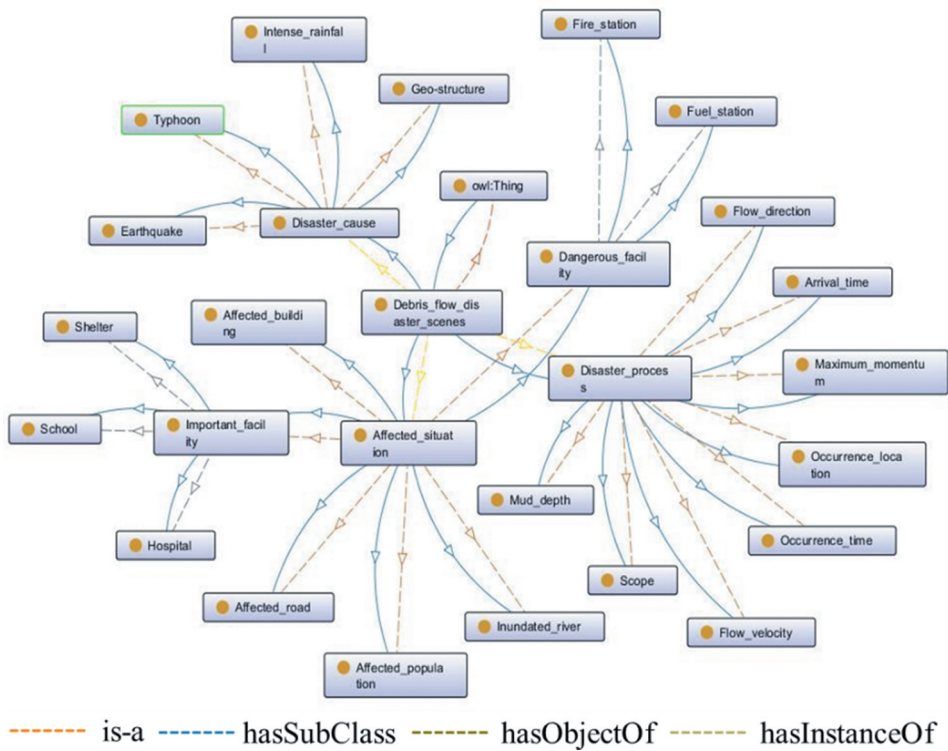 Fire_station
Intense_rainfal
l
Geo-structure
Fuel_station
Typhoon
owl:Thing
Flow_direction
Disaster_cause
Earthquake
Dangerous_facil
ity
Arrival_time
Debris_flow_dis
aster_scenes
Affected_buildi
ng
Shelter
Disaster_proces
s
Maximum_momentu
m
School
Important_facil
ity
Affected_situat
ion
Occurrence_loca
tion
Mud_depth
Hospital
Occurrence_time
Scope
Affected_road
Inundated_river
Flow_velocity
Affected_popula
tion
is-a
hasSubClass
hasObjectOf
hasInstanceOf